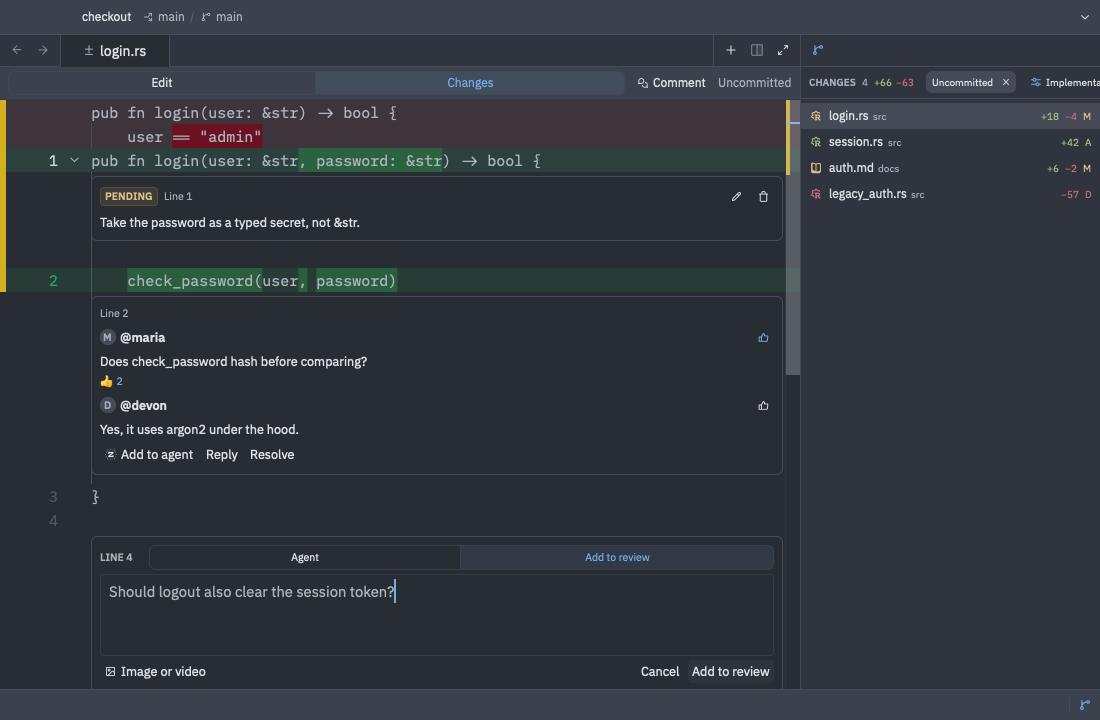 checkout main / main
login.rs
Edit Changes Comment Uncommitted
CHANGES 4 +66 −63 Uncommitted Implementa
pub fn login(user: &str) -> bool {
user == "admin"
1 pub fn login(user: &str, password: &str) -> bool {
PENDING Line 1
Take the password as a typed secret, not &str.
2 check_password(user, password)
Line 2
M @maria
Does check_password hash before comparing?
👍 2
D @devon
Yes, it uses argon2 under the hood.
Add to agent Reply Resolve
3 }
4
LINE 4 Agent Add to review
Should logout also clear the session token?
Image or video Cancel Add to review
login.rs src +18 −4 M
session.rs src +42 A
auth.md docs +6 −2 M
legacy_auth.rs src −57 D